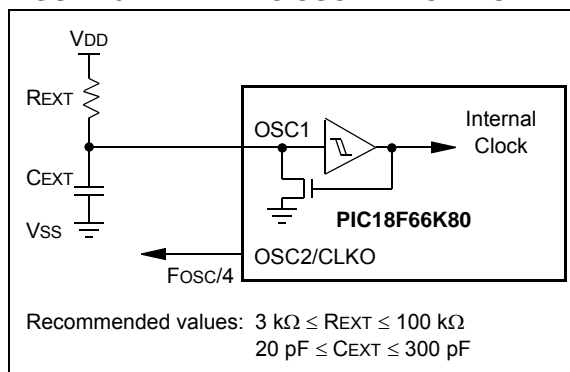 VDD
REXT
OSC1
Internal
Clock
CEXT
PIC18F66K80
VSS
OSC2/CLKO
FOSC/4
Recommended values: 3 kΩ ≤ REXT ≤ 100 kΩ
20 pF ≤ CEXT ≤ 300 pF